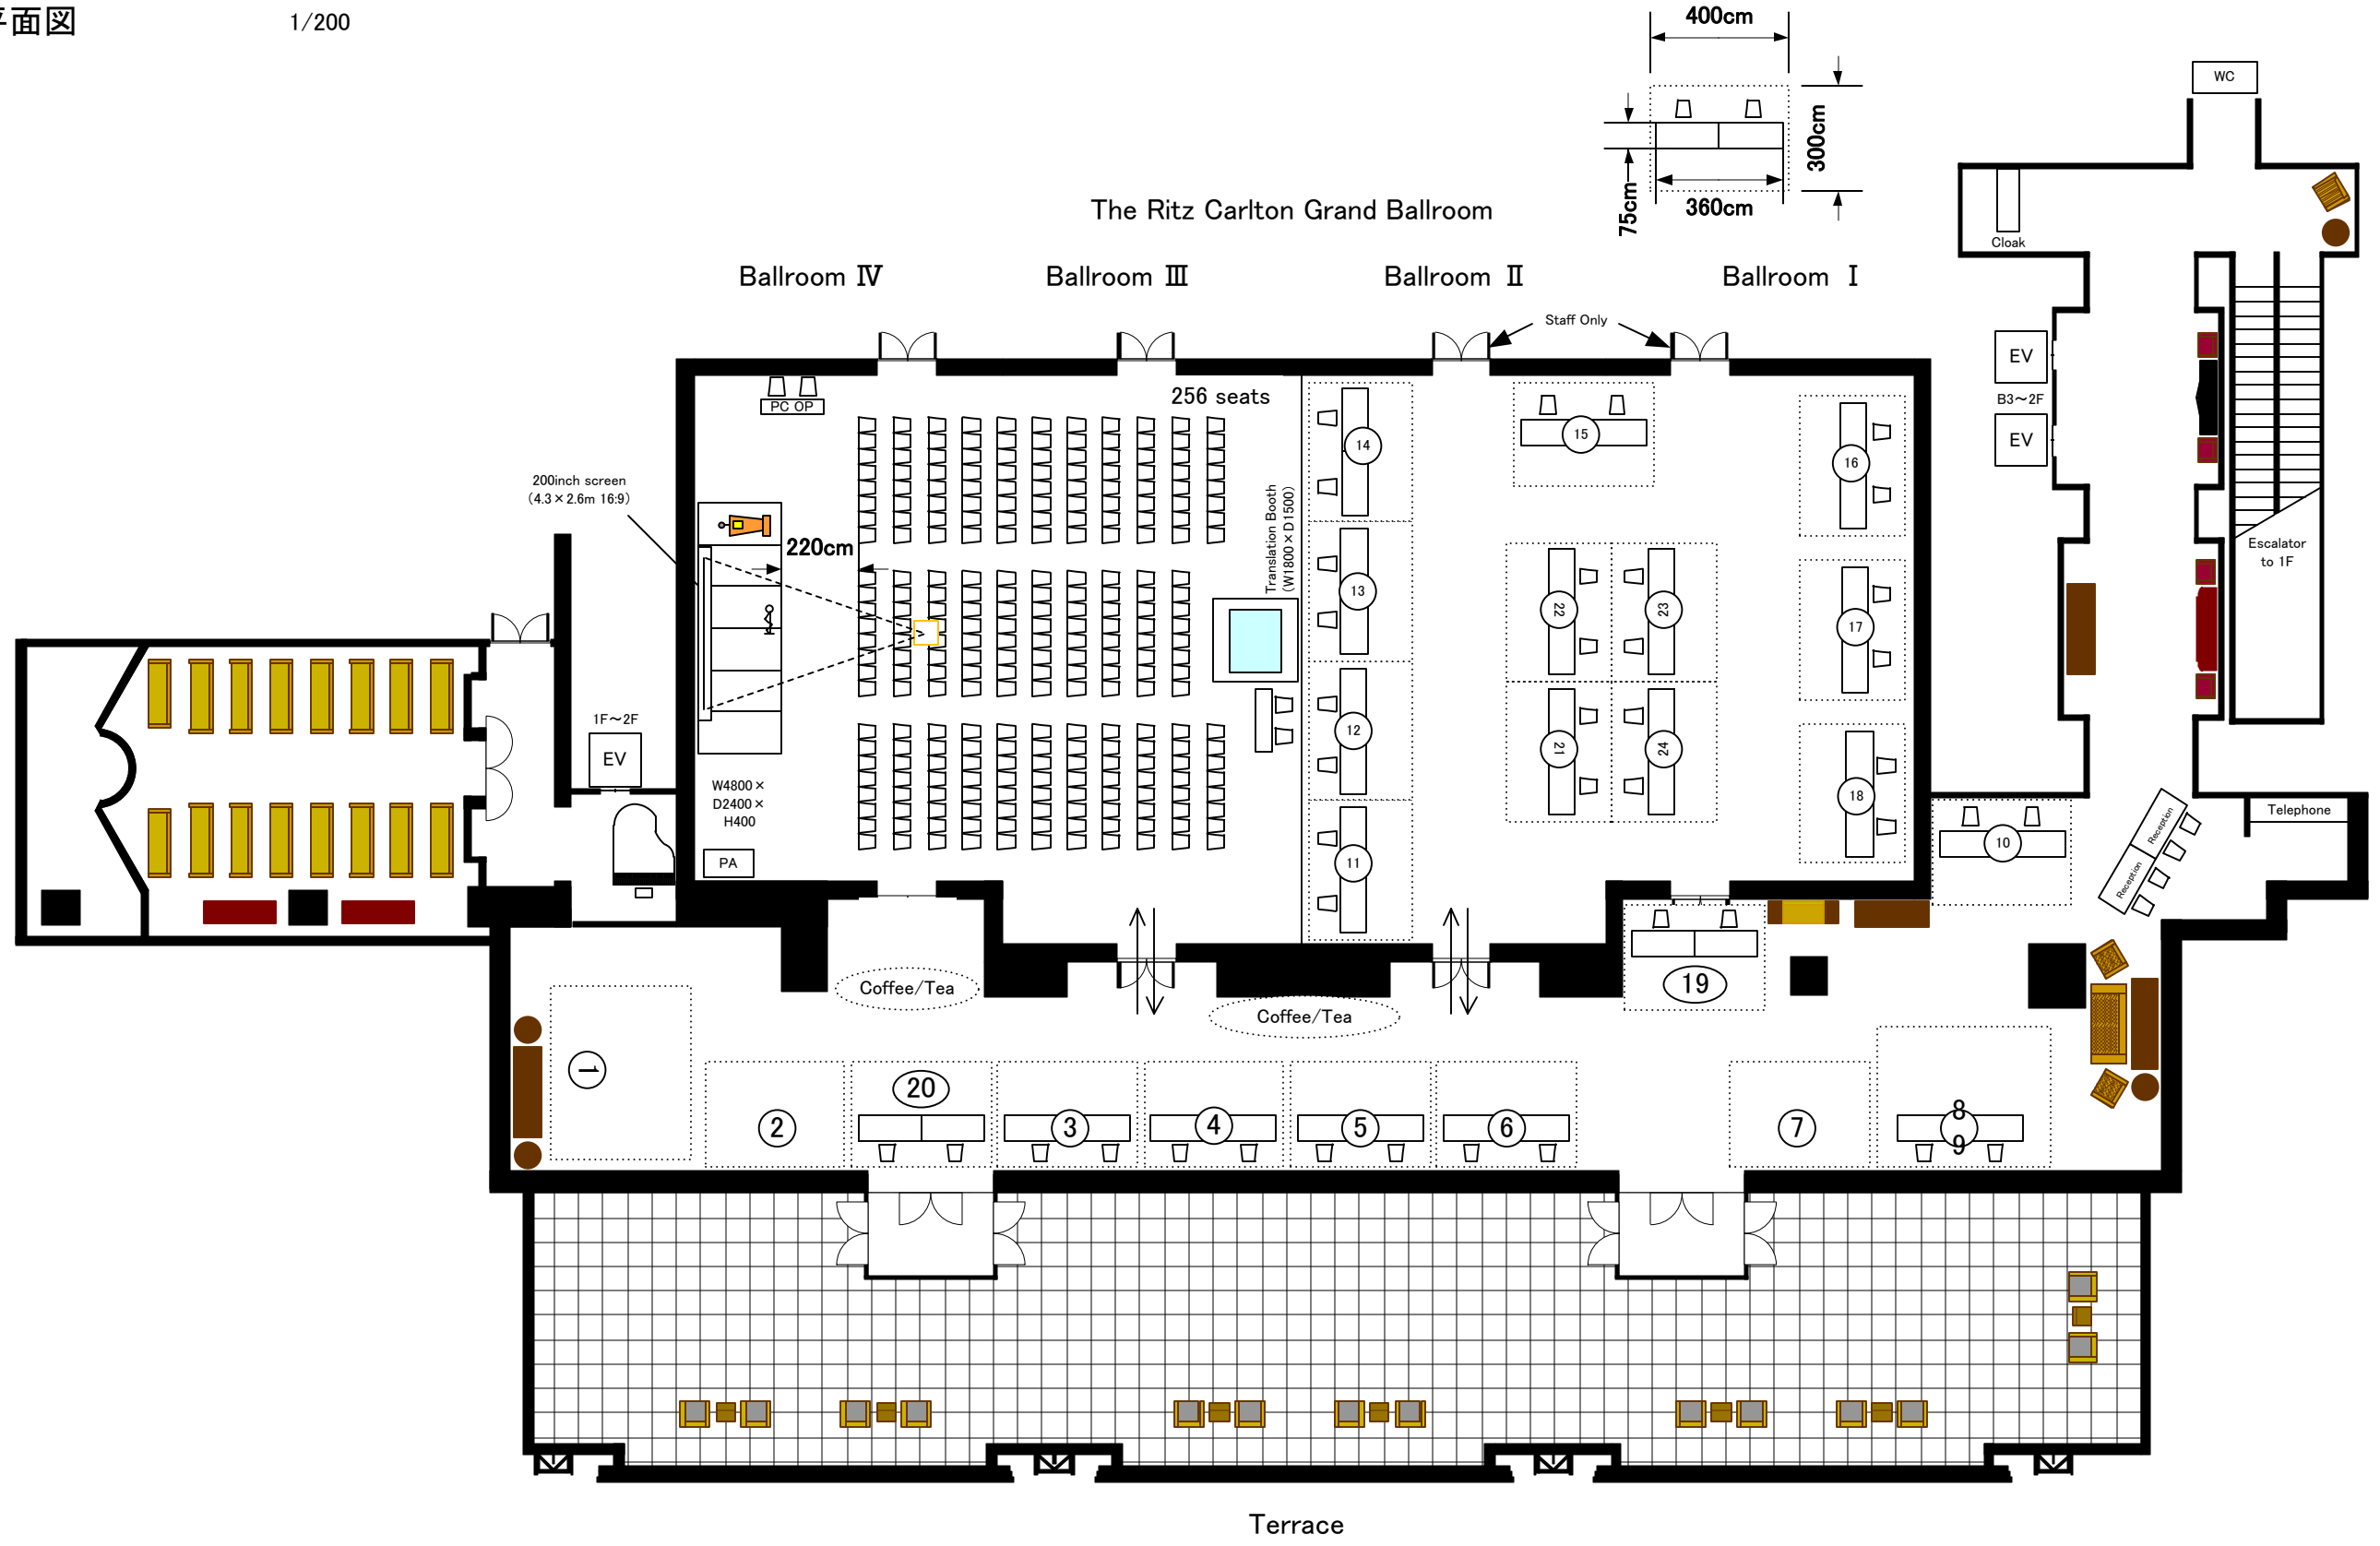 平面図
1/200
400cm
300cm
75cm
360cm
WC
The Ritz Carlton Grand Ballroom
Cloak
Ballroom Ⅳ
Ballroom Ⅲ
Ballroom Ⅱ
Ballroom Ⅰ
Staff Only
EV
B3～2F
EV
256 seats
PC OP
14
15
16
200inch screen
(4.3×2.6m 16:9)
220cm
Translation Booth
(W1800×D1500)
Escalator
to 1F
13
22
23
17
12
21
24
18
11
1F～2F
EV
W4800×
D2400×
H400
PA
Telephone
Reception
Reception
10
Coffee/Tea
Coffee/Tea
19
1
2
20
3
4
5
6
7
8
9
Terrace